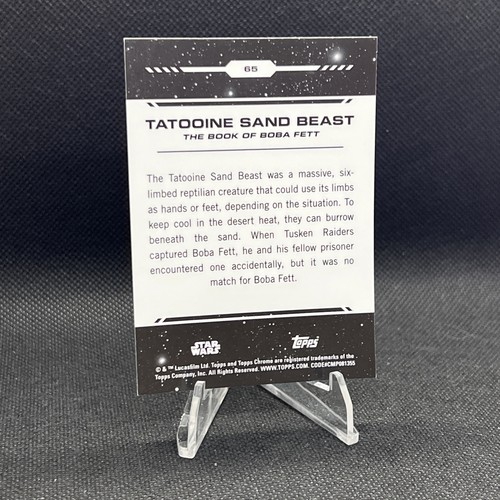 65
TATOOINE SAND BEAST
THE BOOK OF BOBA FETT
The Tatooine Sand Beast was a massive, six-
limbed reptilian creature that could use its limbs
as hands or feet, depending on the situation. To
keep cool in the desert heat, they can burrow
beneath the sand. When Tusken Raiders
captured Boba Fett, he and his fellow prisoner
encountered one accidentally, but it was no
match for Boba Fett.
STAR
WARS
Topps
© & ™ Lucasfilm Ltd. Topps and Topps Chrome are registered trademarks of the
Topps Company, Inc. All Rights Reserved. WWW.TOPPS.COM. CODE#CMP081355